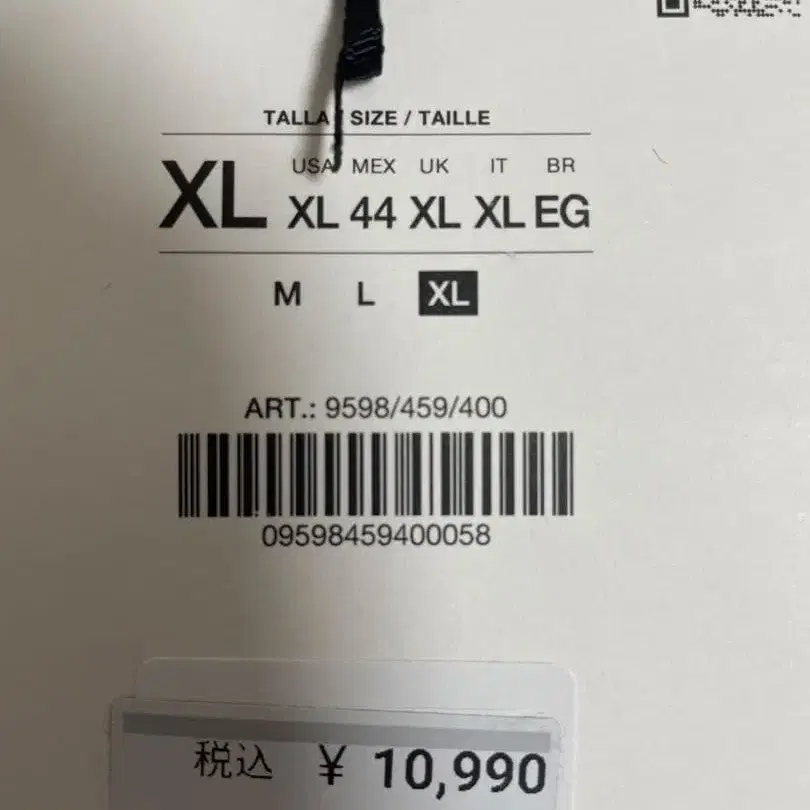 TALLA / SIZE / TAILLE
USA MEX UK IT BR
XL XL 44 XL XL EG
M L XL
ART.: 9598/459/400
09598459400058
税込 ¥ 10,990